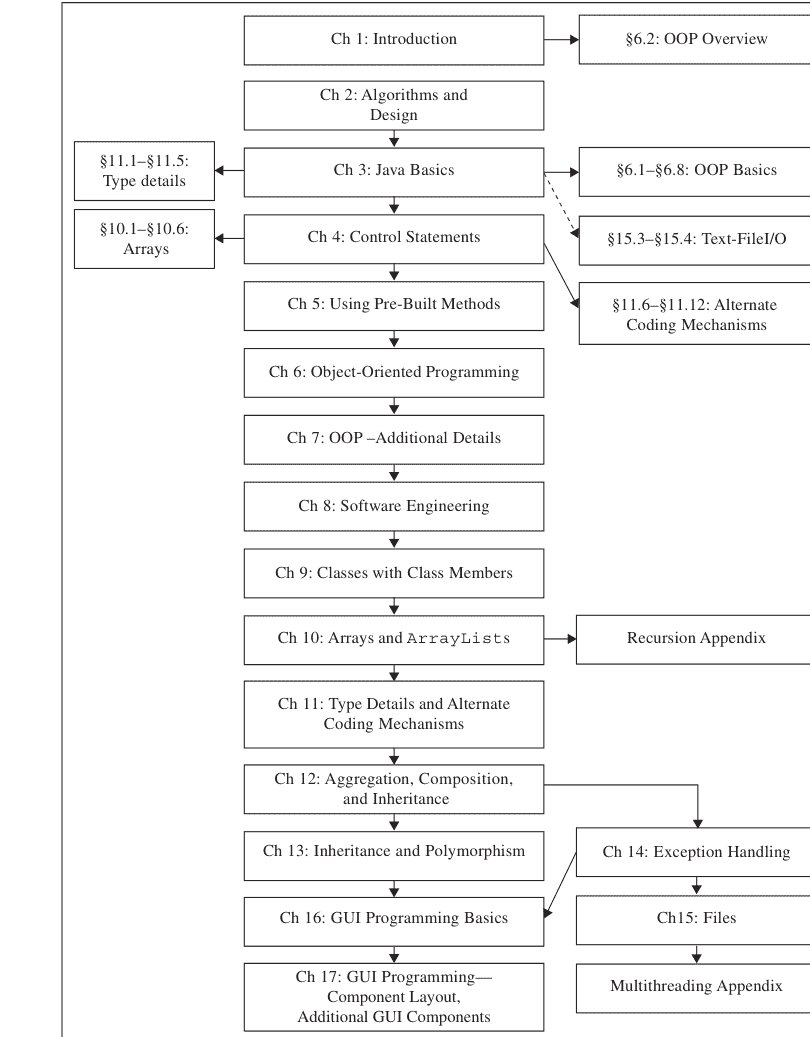 Ch 1: Introduction
§6.2: OOP Overview
Ch 2: Algorithms and
Design
§11.1–§11.5:
Type details
Ch 3: Java Basics
§6.1–§6.8: OOP Basics
§10.1–§10.6:
Arrays
Ch 4: Control Statements
§15.3–§15.4: Text-FileI/O
Ch 5: Using Pre-Built Methods
§11.6–§11.12: Alternate
Coding Mechanisms
Ch 6: Object-Oriented Programming
Ch 7: OOP –Additional Details
Ch 8: Software Engineering
Ch 9: Classes with Class Members
Ch 10: Arrays and ArrayLists
Recursion Appendix
Ch 11: Type Details and Alternate
Coding Mechanisms
Ch 12: Aggregation, Composition,
and Inheritance
Ch 13: Inheritance and Polymorphism
Ch 14: Exception Handling
Ch 16: GUI Programming Basics
Ch15: Files
Ch 17: GUI Programming—
Component Layout,
Additional GUI Components
Multithreading Appendix